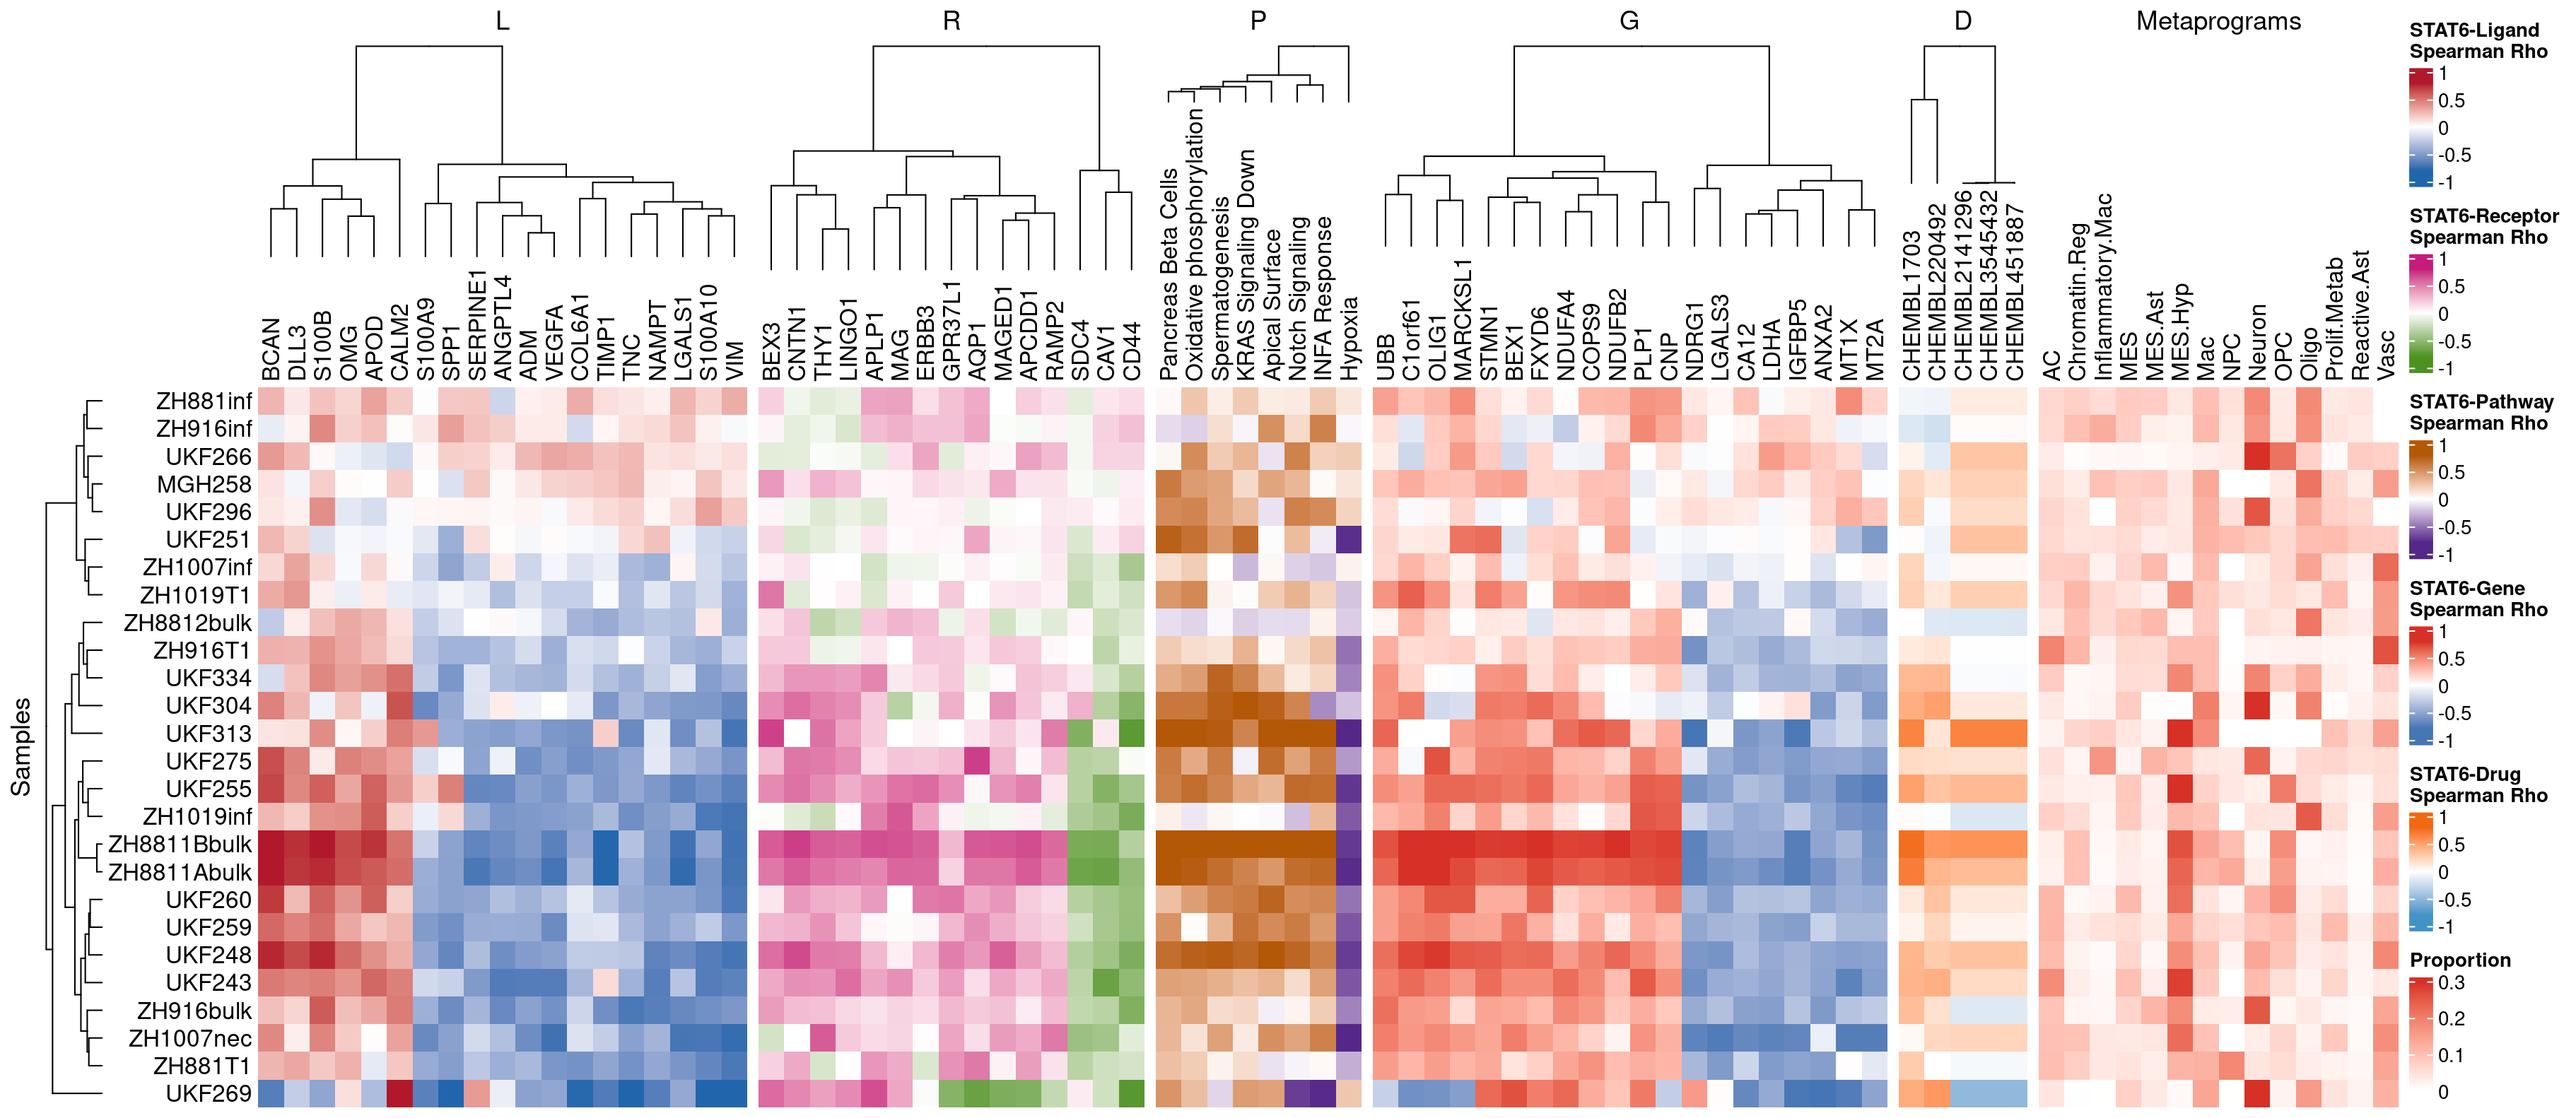 L R P G D Metaprograms
BCAN DLL3 S100B OMG APOD CALM2 S100A9 SPP1 SERPINE1 ANGPTL4 ADM VEGFA COL6A1 TIMP1 TNC NAMPT LGALS1 S100A10 VIM
BEX3 CNTN1 THY1 LINGO1 APLP1 MAG ERBB3 GPR37L1 AQP1 MAGED1 APCDD1 RAMP2 SDC4 CAV1 CD44
Pancreas Beta Cells
Oxidative phosphorylation
Spermatogenesis
KRAS Signaling Down
Apical Surface
Notch Signaling
INFA Response
Hypoxia
UBB C1orf61 OLIG1 MARCKSL1 STMN1 BEX1 FXYD6 NDUFA4 COPS9 NDUFB2 PLP1 CNP NDRG1 LGALS3 CA12 LDHA IGFBP5 ANXA2 MT1X MT2A
CHEMBL1703 CHEMBL220492 CHEMBL2141296 CHEMBL3545432 CHEMBL451887
AC Chromatin.Reg Inflammatory.Mac MES MES.Ast MES.Hyp Mac NPC Neuron OPC Oligo Prolif.Metab Reactive.Ast Vasc
Samples
ZH881inf
ZH916inf
UKF266
MGH258
UKF296
UKF251
ZH1007inf
ZH1019T1
ZH8812bulk
ZH916T1
UKF334
UKF304
UKF313
UKF275
UKF255
ZH1019inf
ZH8811Bbulk
ZH8811Abulk
UKF260
UKF259
UKF248
UKF243
ZH916bulk
ZH1007nec
ZH881T1
UKF269
STAT6-Ligand
Spearman Rho
1
0.5
0
-0.5
-1
STAT6-Receptor
Spearman Rho
1
0.5
0
-0.5
-1
STAT6-Pathway
Spearman Rho
1
0.5
0
-0.5
-1
STAT6-Gene
Spearman Rho
1
0.5
0
-0.5
-1
STAT6-Drug
Spearman Rho
1
0.5
0
-0.5
-1
Proportion
0.3
0.2
0.1
0